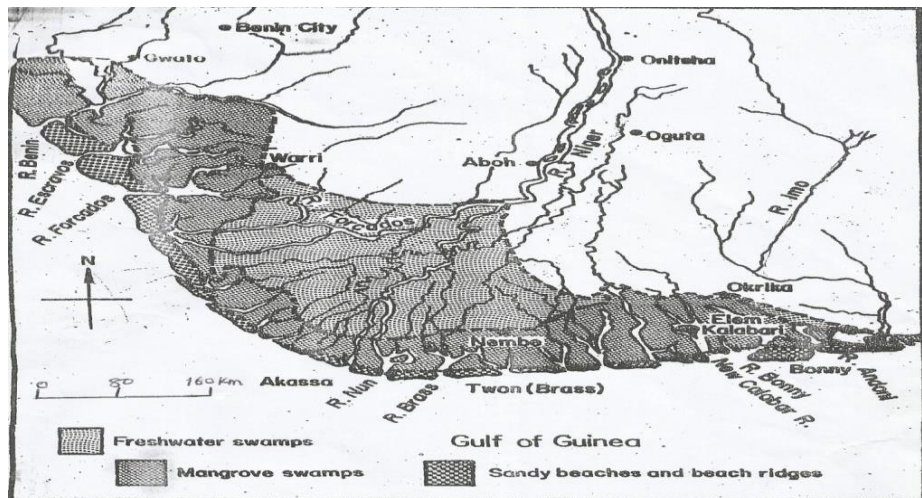 Benin City
Gwato
Onitsha
Oguta
Aboh
R. Niger
Warri
R. Benin
R. Escravos
R. Forcados
R. Forcados
R. Imo
N
Okrika
Elem
Kalabari
Nembe
Bonny
R. Andoni
R. Bonny
New Calabar R.
Akassa
R. Nun
R. Brass
Twon (Brass)
0 80 160 Km
Freshwater swamps
Gulf of Guinea
Mangrove swamps
Sandy beaches and beach ridges